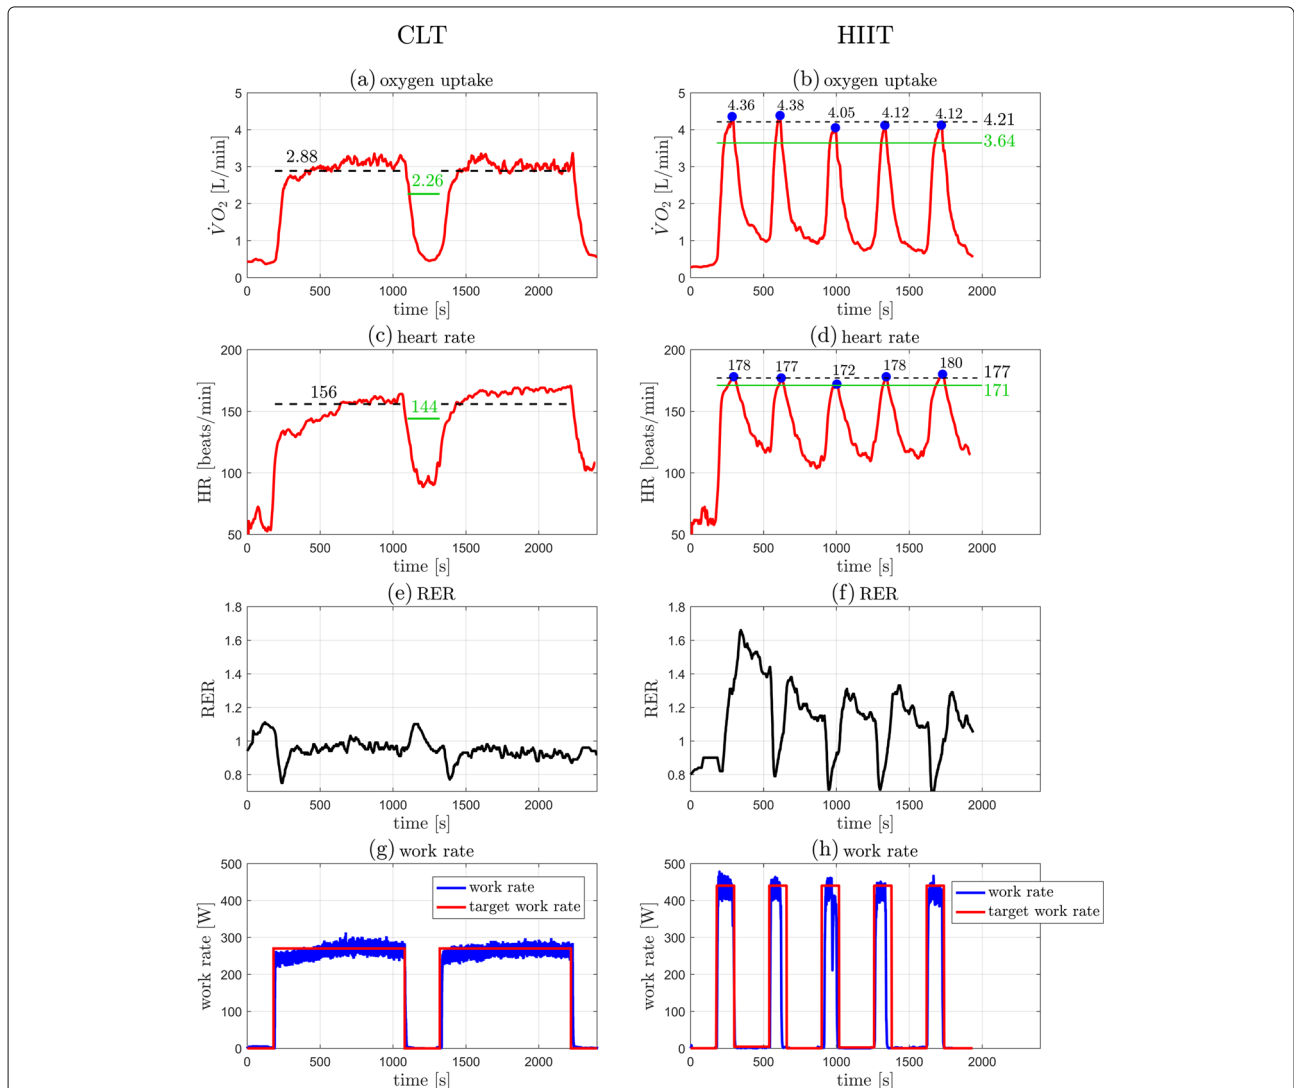 CLT
HIIT
(a) oxygen uptake
5
4
3
2
1
0
V̇O₂ [L/min]
2.88
2.26
0 500 1000 1500 2000
time [s]
(b) oxygen uptake
5
4
3
2
1
0
V̇O₂ [L/min]
4.36 4.38 4.05 4.12 4.12
4.21
3.64
0 500 1000 1500 2000
time [s]
(c) heart rate
200
150
100
50
HR [beats/min]
156
144
0 500 1000 1500 2000
time [s]
(d) heart rate
200
150
100
50
HR [beats/min]
178 177 172 178 180
177
171
0 500 1000 1500 2000
time [s]
(e) RER
1.8
1.6
1.4
1.2
1
0.8
RER
0 500 1000 1500 2000
time [s]
(f) RER
1.8
1.6
1.4
1.2
1
0.8
RER
0 500 1000 1500 2000
time [s]
(g) work rate
500
400
300
200
100
0
work rate [W]
work rate
target work rate
0 500 1000 1500 2000
time [s]
(h) work rate
500
400
300
200
100
0
work rate [W]
work rate
target work rate
0 500 1000 1500 2000
time [s]